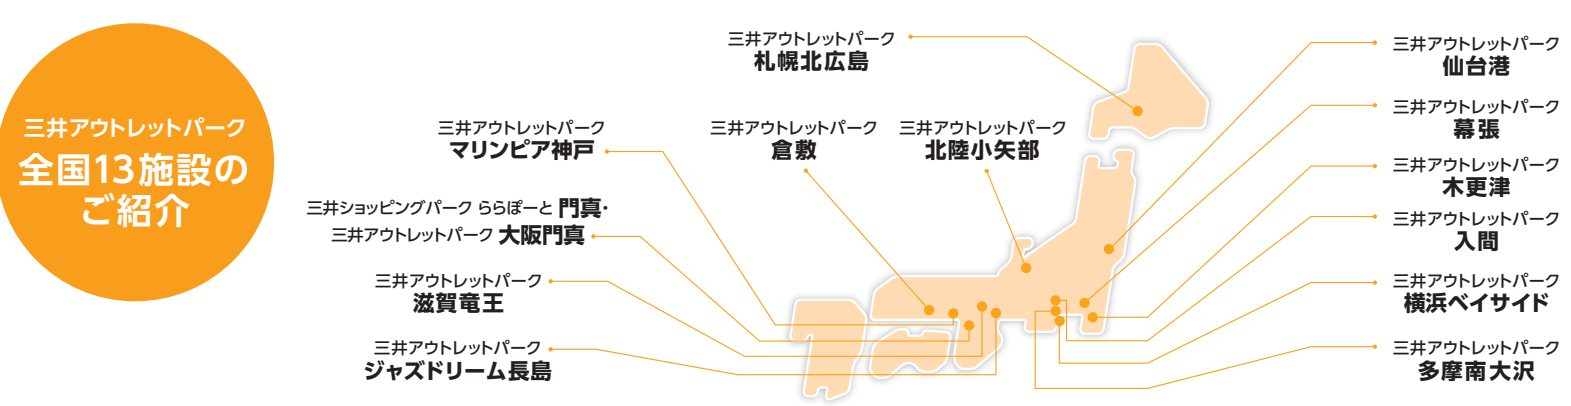 三井アウトレットパーク
全国13施設の
ご紹介
三井アウトレットパーク
札幌北広島
三井アウトレットパーク
マリンピア神戸
三井アウトレットパーク
倉敷
三井アウトレットパーク
北陸小矢部
三井ショッピングパーク ららぽーと 門真・
三井アウトレットパーク 大阪門真
三井アウトレットパーク
滋賀竜王
三井アウトレットパーク
ジャズドリーム長島
三井アウトレットパーク
仙台港
三井アウトレットパーク
幕張
三井アウトレットパーク
木更津
三井アウトレットパーク
入間
三井アウトレットパーク
横浜ベイサイド
三井アウトレットパーク
多摩南大沢